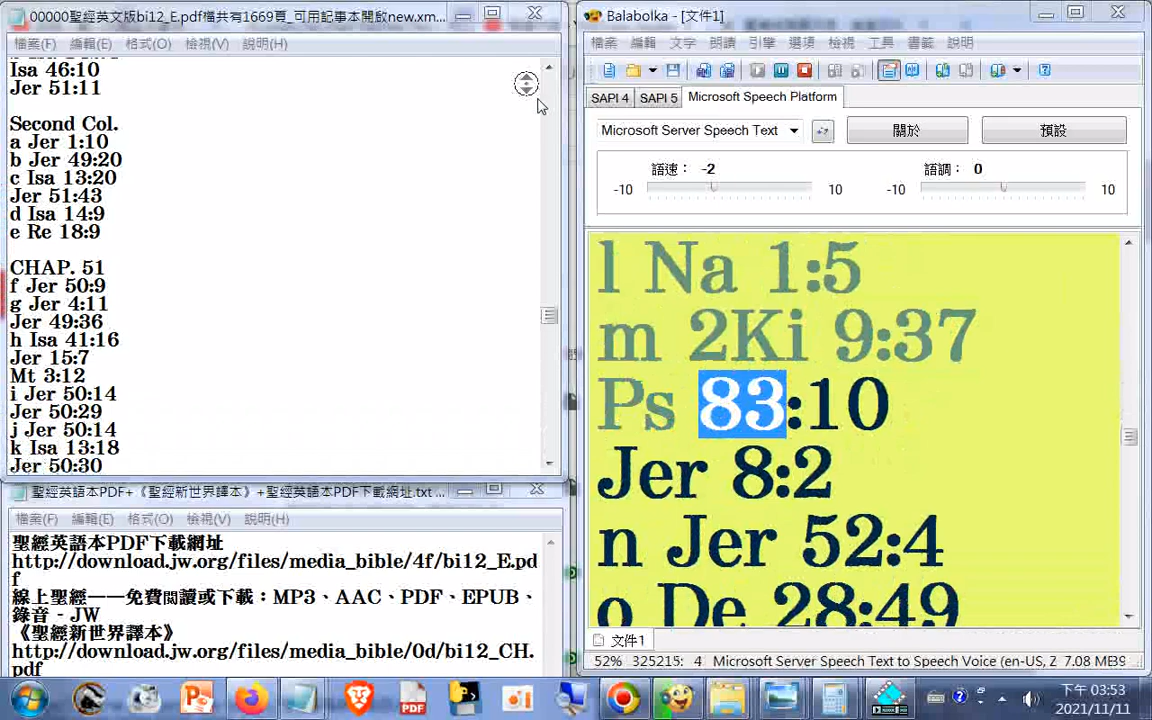 00000聖經英文版bi12_E.pdf檔共有1669頁_可用記事本開啟new.xm...
檔案(F) 編輯(E) 格式(O) 檢視(V) 說明(H)
Isa 46:10
Jer 51:11
Second Col.
a Jer 1:10
b Jer 49:20
c Isa 13:20
Jer 51:43
d Isa 14:9
e Re 18:9
CHAP. 51
f Jer 50:9
g Jer 4:11
Jer 49:36
h Isa 41:16
Jer 15:7
Mt 3:12
i Jer 50:14
Jer 50:29
j Jer 50:14
k Isa 13:18
Jer 50:30
聖經英語本PDF+《聖經新世界譯本》+聖經英語本PDF下載網址.txt ...
檔案(F) 編輯(E) 格式(O) 檢視(V) 說明(H)
聖經英語本PDF下載網址
http://download.jw.org/files/media_bible/4f/bi12_E.pd
f
線上聖經——免費閱讀或下載：MP3、AAC、PDF、EPUB、
錄音 - JW
《聖經新世界譯本》
http://download.jw.org/files/media_bible/0d/bi12_CH.
pdf
Balabolka - [文件1]
檔案 編輯 文字 朗讀 引擎 選項 檢視 工具 書籤 說明
SAPI 4 SAPI 5 Microsoft Speech Platform
Microsoft Server Speech Text 關於 預設
語速： -2 語調： 0
-10 10 -10 10
l Na 1:5
m 2Ki 9:37
Ps 83:10
Jer 8:2
n Jer 52:4
o De 28:49
文件1
52% 325215: 4 Microsoft Server Speech Text to Speech Voice (en-US, Z 7.08 MB
PDF
下午 03:53
2021/11/11